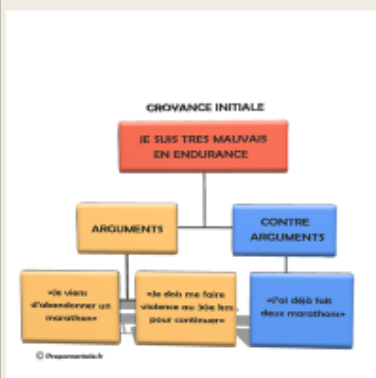 CROYANCE INITIALE
JE SUIS TRES MAUVAIS
EN ENDURANCE
ARGUMENTS
CONTRE
ARGUMENTS
«Je viens
d'abandonner un
marathon»
«Je dois me faire
violence au 30e km
pour continuer»
«J'ai déjà fait
deux marathons»
© Prepamentale.fr